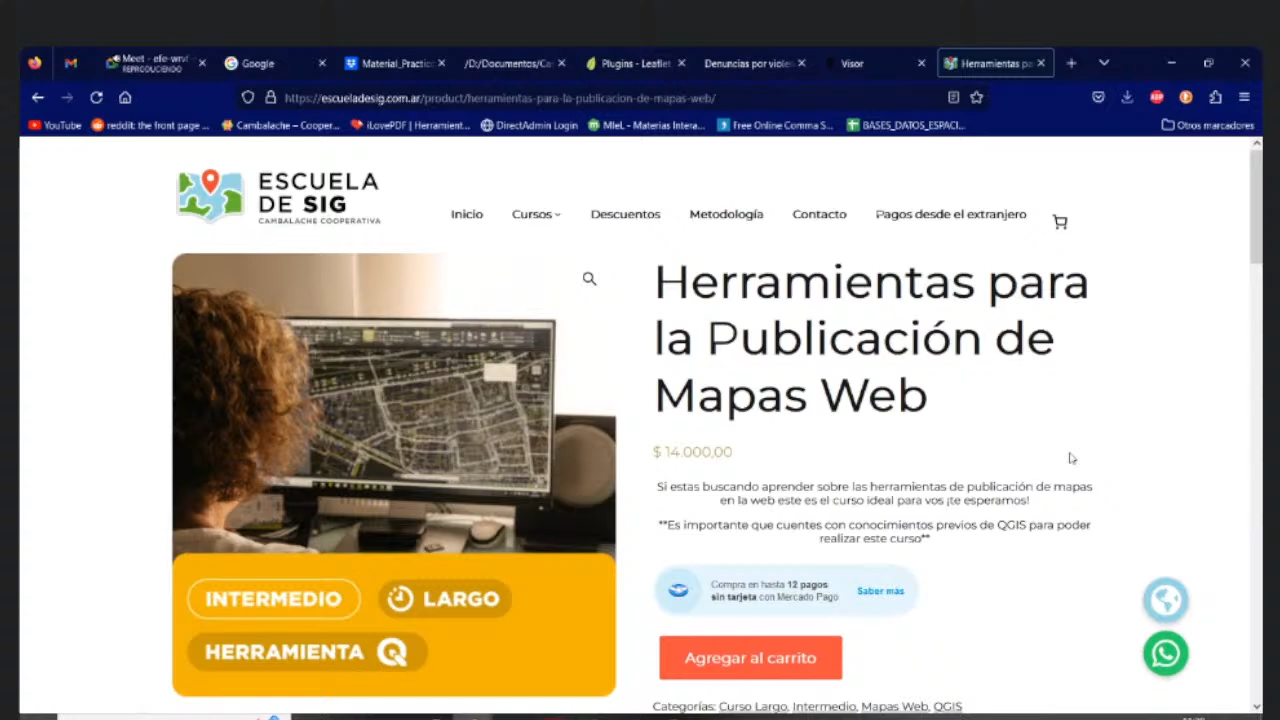 Meet - efe-wrvf
REPRODUCIENDO
Google
Material_Practic
/D:/Documentos/Ca
Plugins - Leaflet
Denuncias por viole
Visor
Herramientas pa
https://escueladesig.com.ar/product/herramientas-para-la-publicacion-de-mapas-web/
YouTube
reddit: the front page ...
Cambalache – Cooper...
iLovePDF | Herramient...
DirectAdmin Login
MIeL - Materias Intera...
Free Online Comma S...
BASES_DATOS_ESPACI...
Otros marcadores
ESCUELA
DE SIG
CAMBALACHE COOPERATIVA
Inicio
Cursos
Descuentos
Metodología
Contacto
Pagos desde el extranjero
Herramientas para
la Publicación de
Mapas Web
$ 14.000,00
Si estas buscando aprender sobre las herramientas de publicación de mapas
en la web este es el curso ideal para vos ¡te esperamos!
**Es importante que cuentes con conocimientos previos de QGIS para poder
realizar este curso**
Compra en hasta 12 pagos
sin tarjeta con Mercado Pago
Saber más
INTERMEDIO
LARGO
HERRAMIENTA
Agregar al carrito
Categorías: Curso Largo, Intermedio, Mapas Web, QGIS